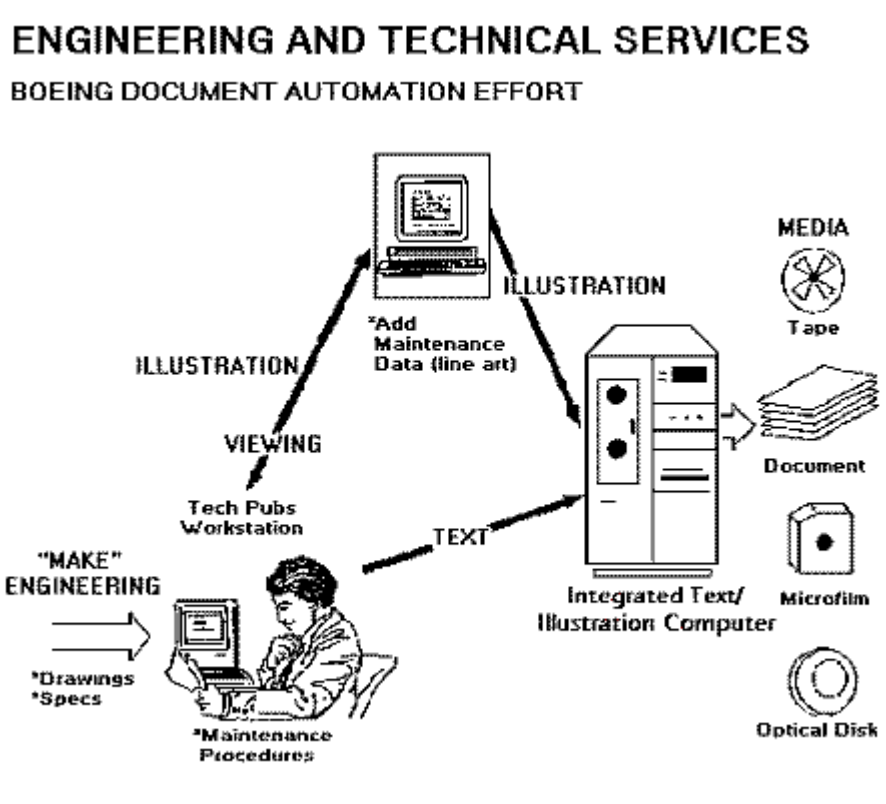 ENGINEERING AND TECHNICAL SERVICES
BOEING DOCUMENT AUTOMATION EFFORT
MEDIA
Tape
ILLUSTRATION
*Add
Maintenance
Data (line art)
ILLUSTRATION
VIEWING
Document
Tech Pubs
Workstation
TEXT
"MAKE"
ENGINEERING
Integrated Text/
Illustration Computer
Microfilm
*Drawings
*Specs
*Maintenance
Procedures
Optical Disk